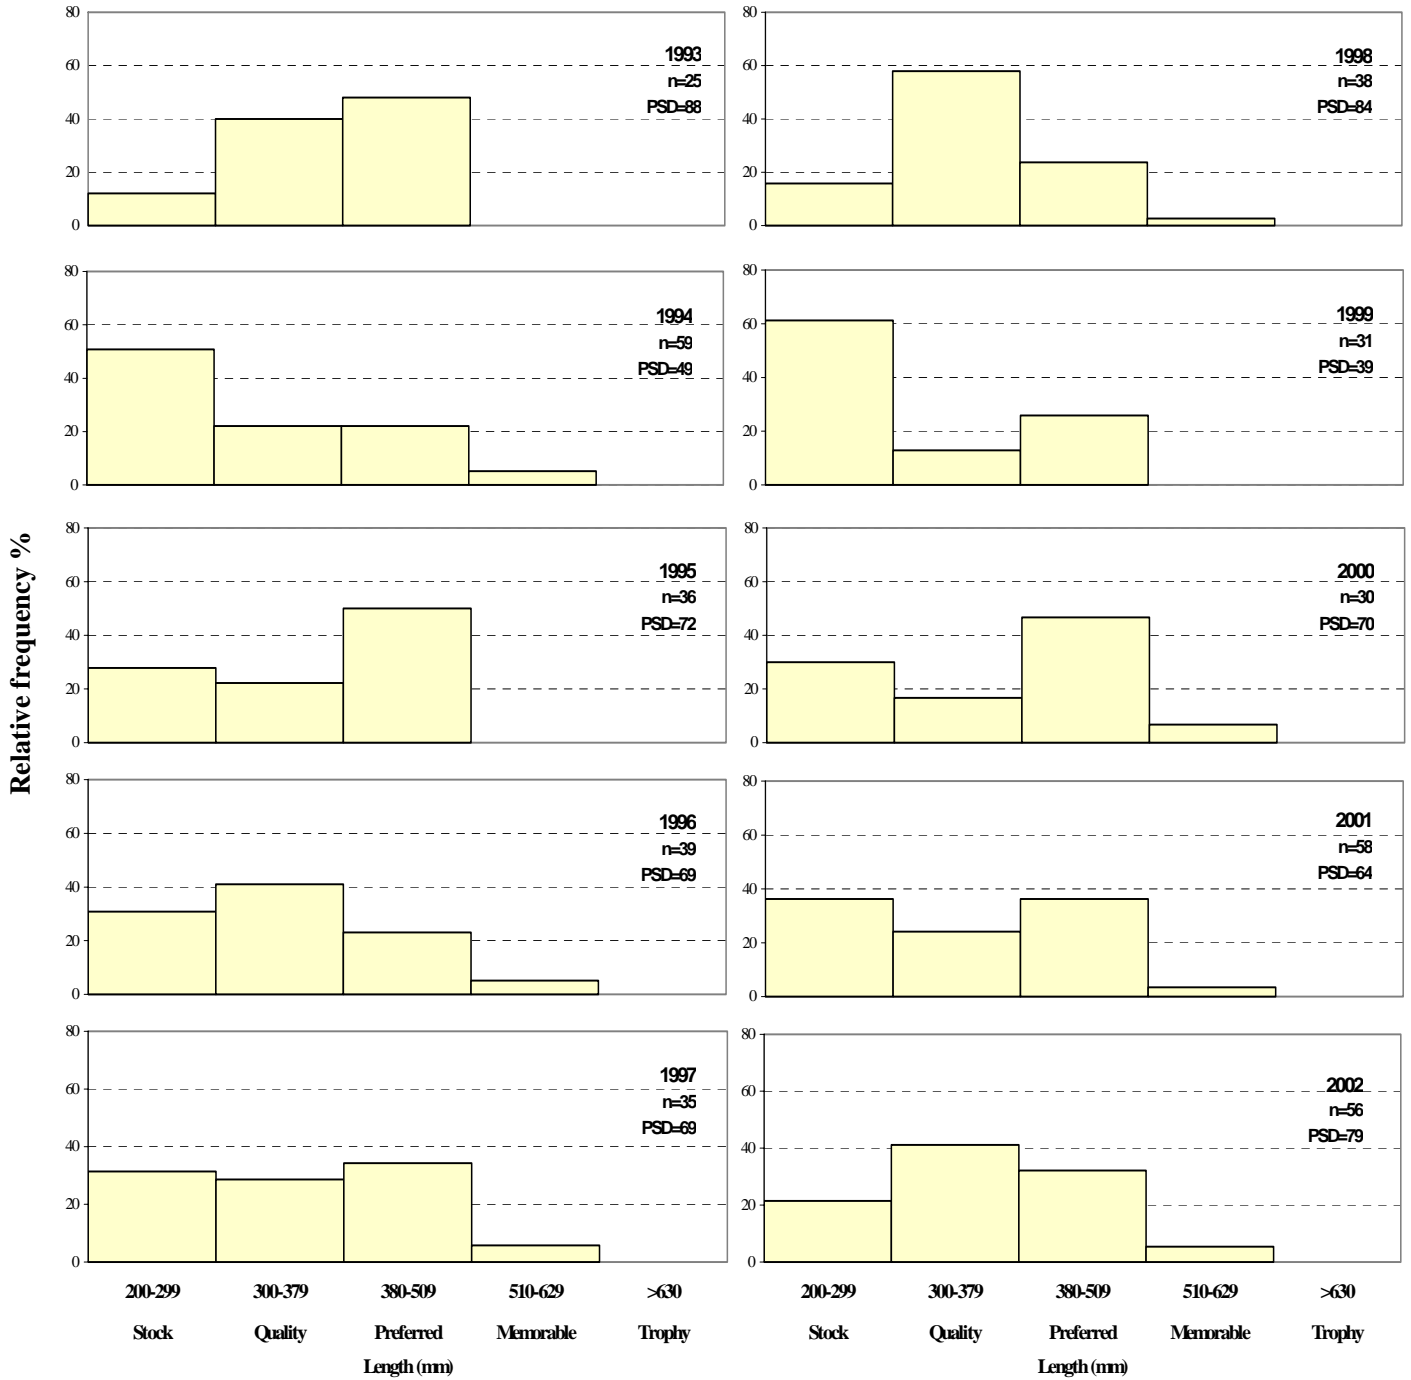 Relative frequency %
80
60
40
20
0
1993
n=25
PSD=88
80
60
40
20
0
1994
n=59
PSD=49
80
60
40
20
0
1995
n=36
PSD=72
80
60
40
20
0
1996
n=39
PSD=69
80
60
40
20
0
1997
n=35
PSD=69
200-299 300-379 380-509 510-629 >630
Stock Quality Preferred Memorable Trophy
Length (mm)
80
60
40
20
0
1998
n=38
PSD=84
80
60
40
20
0
1999
n=31
PSD=39
80
60
40
20
0
2000
n=30
PSD=70
80
60
40
20
0
2001
n=58
PSD=64
80
60
40
20
0
2002
n=56
PSD=79
200-299 300-379 380-509 510-629 >630
Stock Quality Preferred Memorable Trophy
Length (mm)